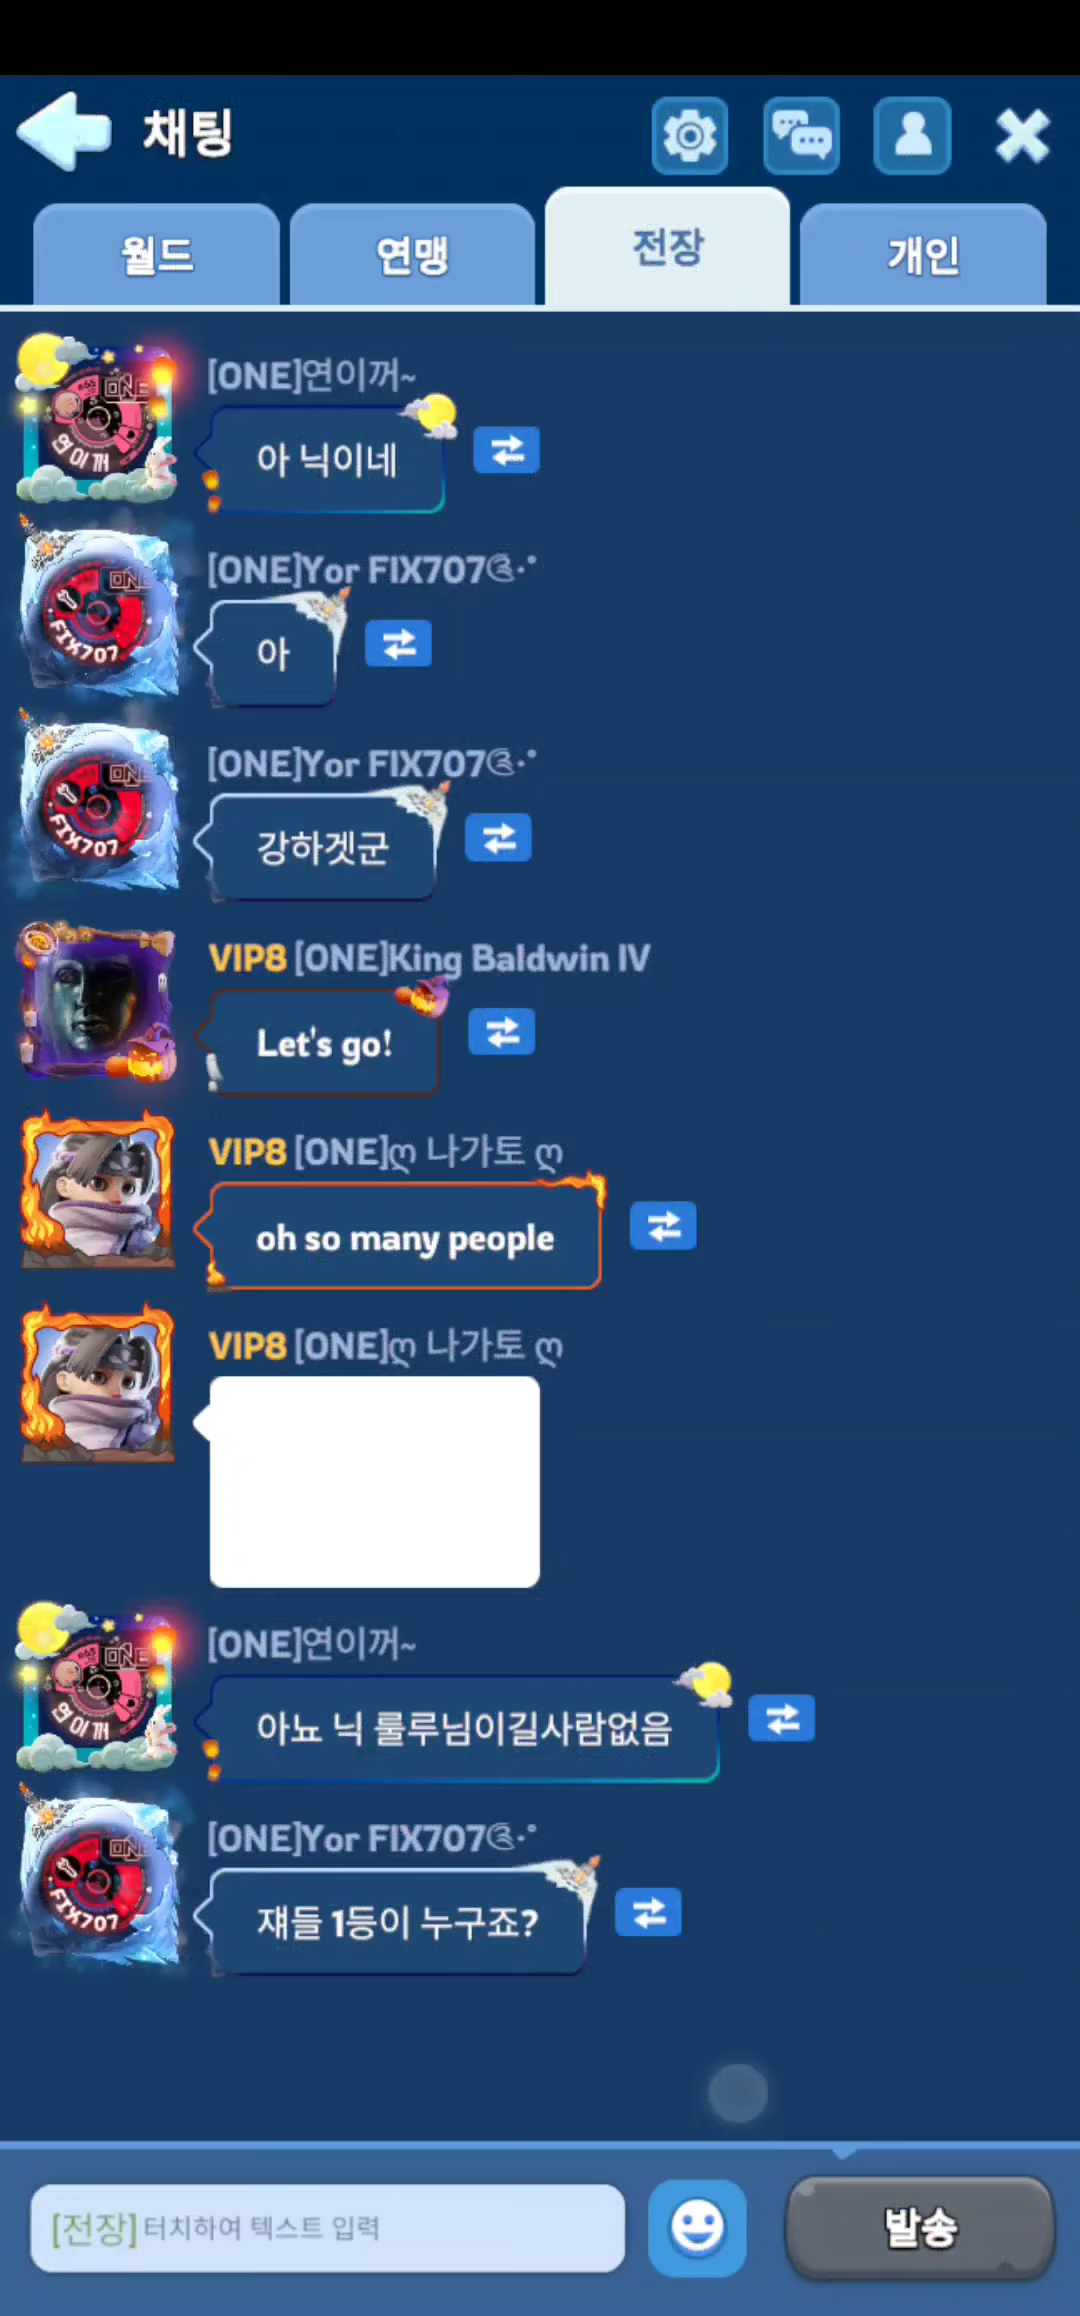 채팅
월드
연맹
전장
개인
[ONE]연이꺼~
아 닉이네
[ONE]Yor FIX707
아
[ONE]Yor FIX707
강하겟군
VIP8 [ONE]King Baldwin IV
Let's go!
VIP8 [ONE]ღ 나가토 ღ
oh so many people
VIP8 [ONE]ღ 나가토 ღ
[ONE]연이꺼~
아뇨 닉 룰루님이길사람없음
[ONE]Yor FIX707
쟤들 1등이 누구죠?
[전장] 터치하여 텍스트 입력
발송